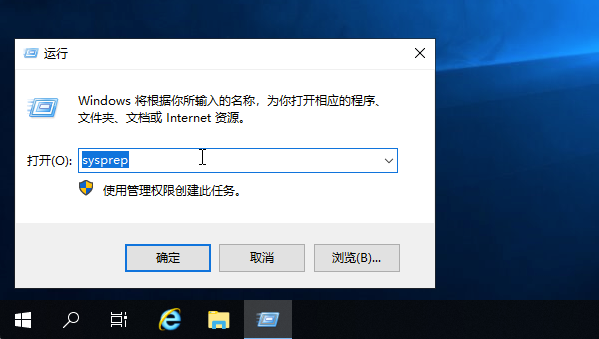 运行
Windows 将根据你所输入的名称，为你打开相应的程序、
文件夹、文档或 Internet 资源。
打开(O): sysprep
使用管理权限创建此任务。
确定 取消 浏览(B)...